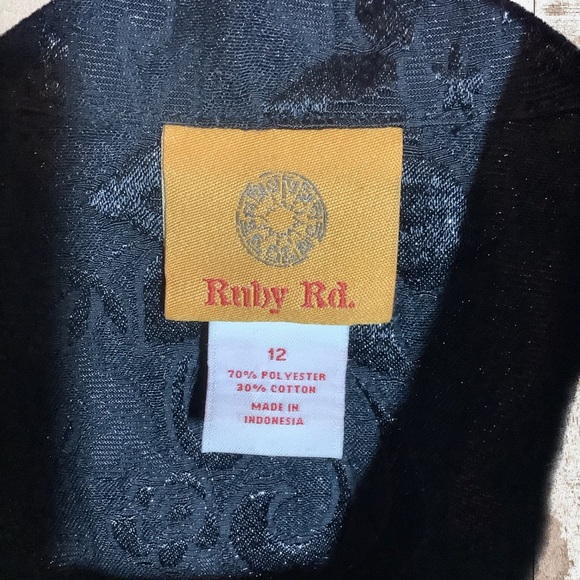 Ruby Rd.
12
70% POLYESTER
30% COTTON
MADE IN
INDONESIA